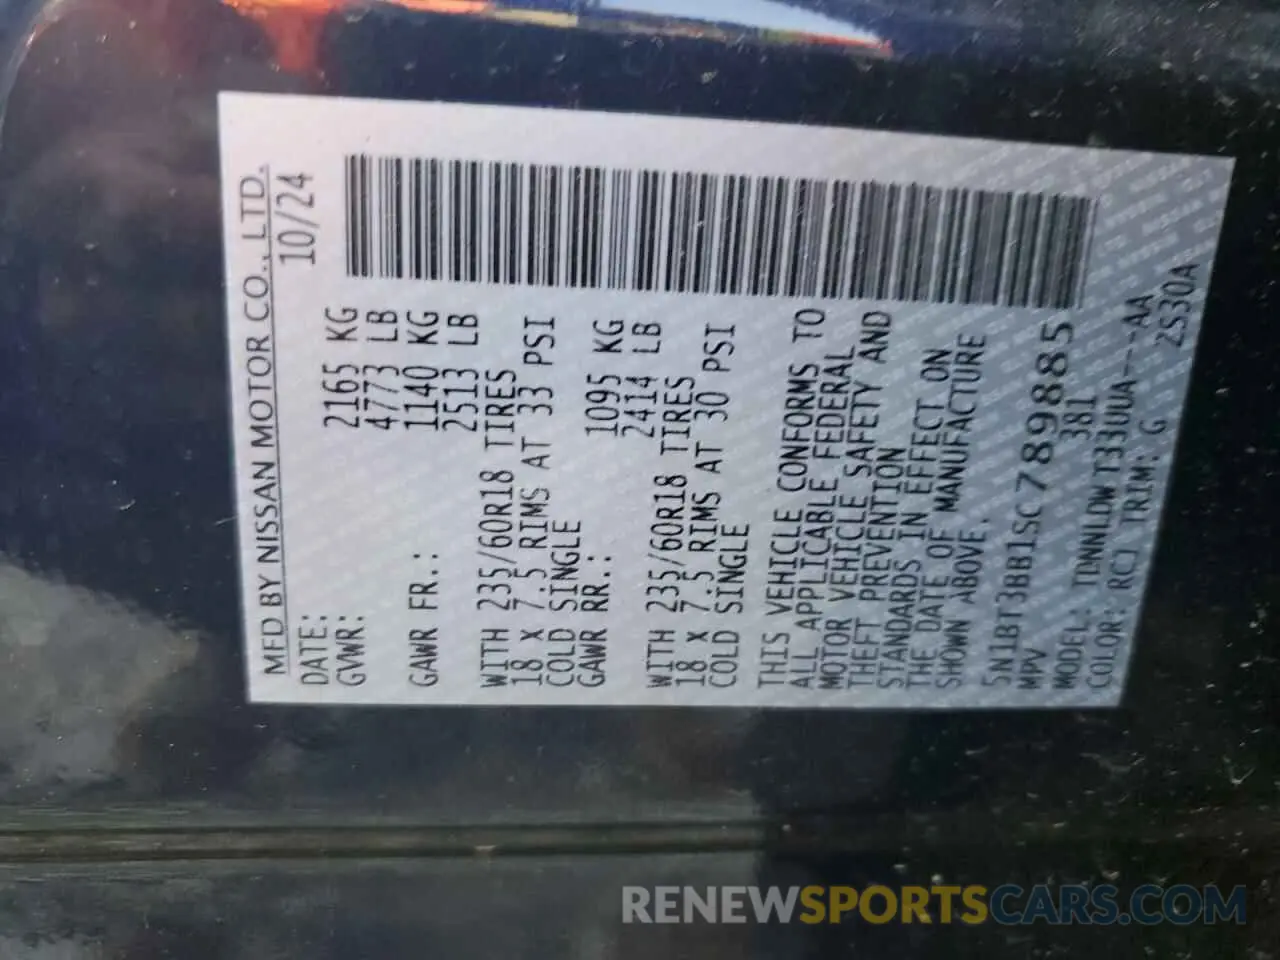 MFD BY NISSAN MOTOR CO., LTD.
DATE: 10/24
GVWR: 2165 KG
4773 LB
GAWR FR.: 1140 KG
2513 LB
WITH 235/60R18 TIRES
18 X 7.5 RIMS AT 33 PSI
COLD SINGLE
GAWR RR.: 1095 KG
2414 LB
WITH 235/60R18 TIRES
18 X 7.5 RIMS AT 30 PSI
COLD SINGLE
THIS VEHICLE CONFORMS TO
ALL APPLICABLE FEDERAL
MOTOR VEHICLE SAFETY AND
THEFT PREVENTION
STANDARDS IN EFFECT ON
THE DATE OF MANUFACTURE
SHOWN ABOVE.
5N1BT3BB1SC789885
MPV 381
MODEL: TLNNLDWT33UUA--AA
COLOR: RCJ TRIM: G 2S30A
RENEWSPORTSCARS.COM